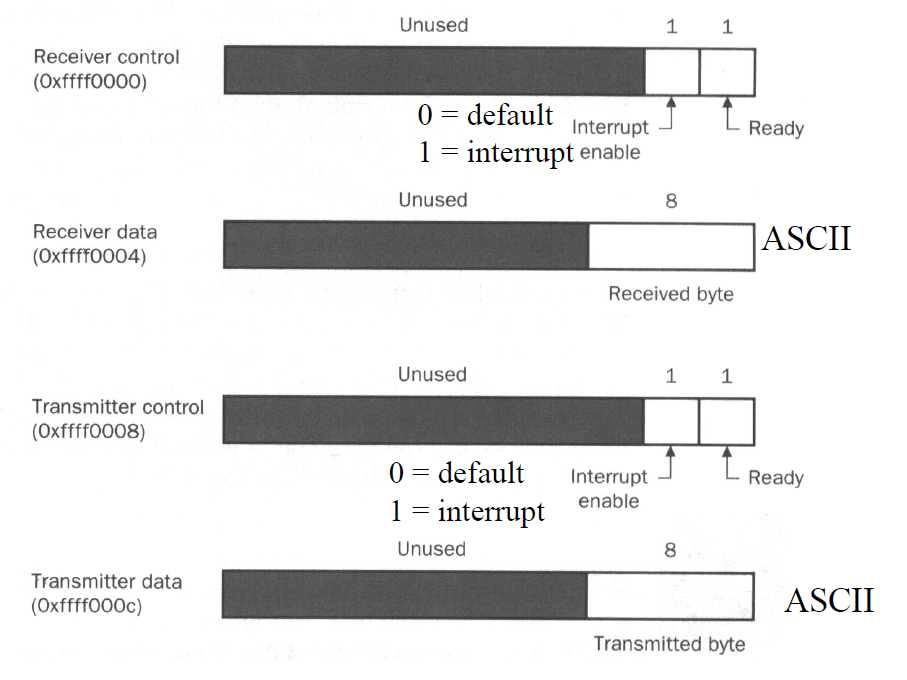 Unused 1 1
Receiver control
(0xffff0000)
0 = default
1 = interrupt
Interrupt
enable
Ready
Unused 8
Receiver data
(0xffff0004)
ASCII
Received byte
Unused 1 1
Transmitter control
(0xffff0008)
0 = default
1 = interrupt
Interrupt
enable
Ready
Unused 8
Transmitter data
(0xffff000c)
ASCII
Transmitted byte